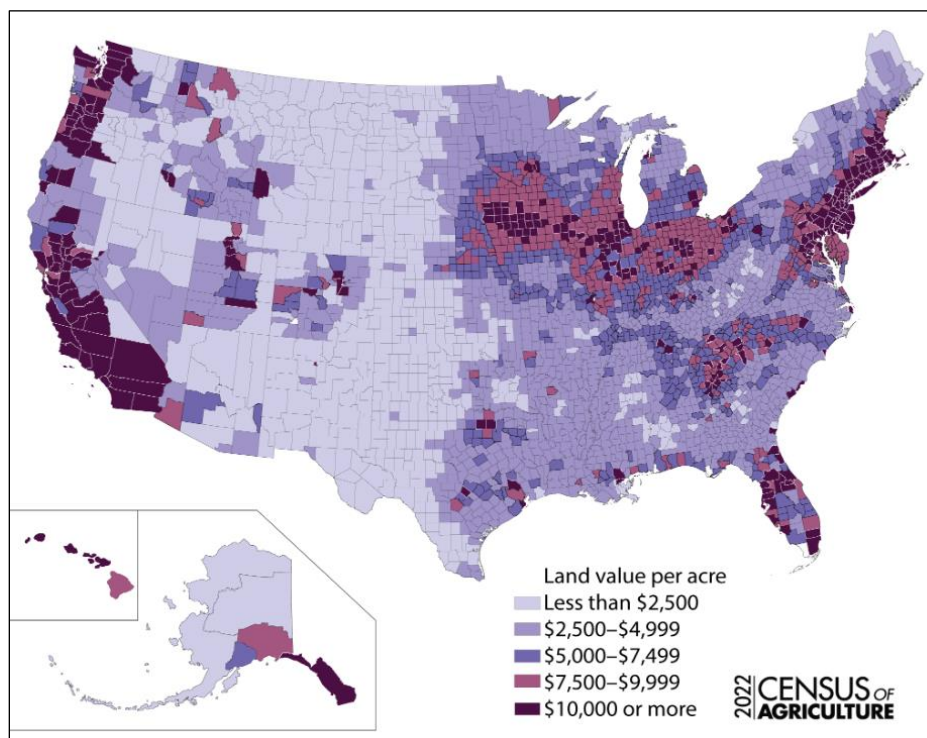 Land value per acre
Less than $2,500
$2,500–$4,999
$5,000–$7,499
$7,500–$9,999
$10,000 or more
2022 CENSUS OF
AGRICULTURE